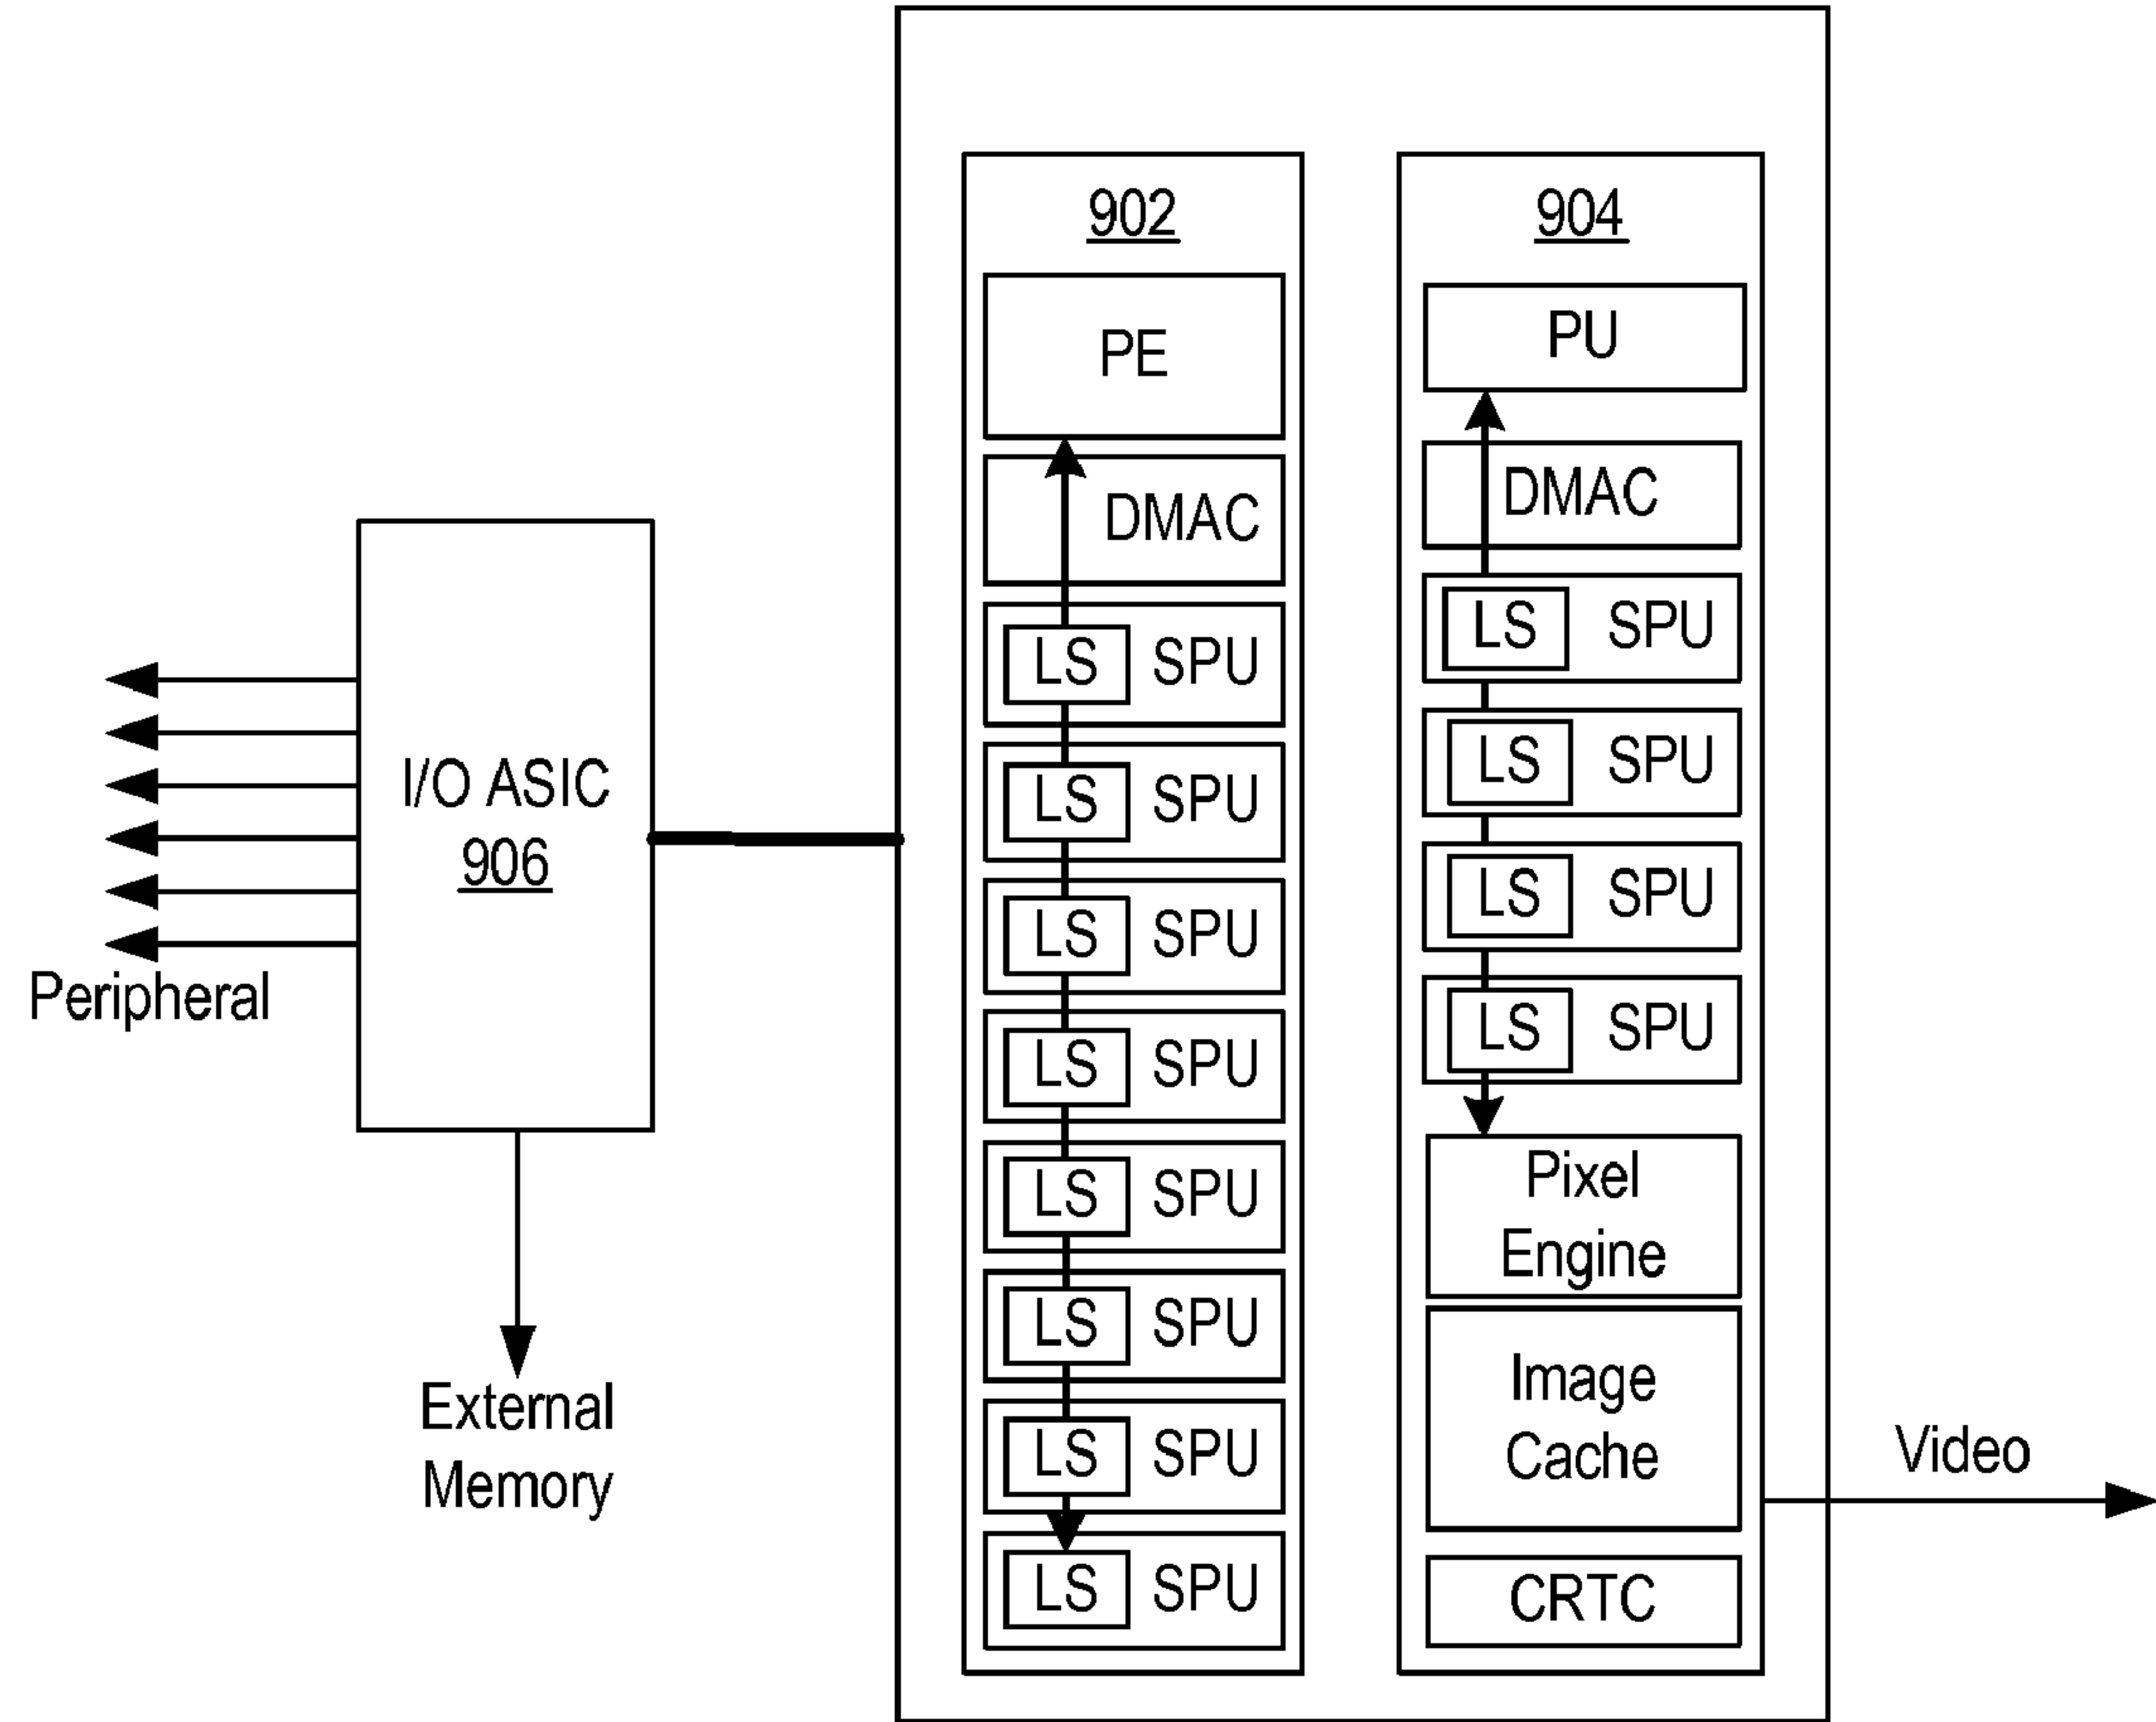 I/O ASIC
906
Peripheral
External
Memory
902
PE
DMAC
LS SPU
LS SPU
LS SPU
LS SPU
LS SPU
LS SPU
LS SPU
LS SPU
904
PU
DMAC
LS SPU
LS SPU
LS SPU
LS SPU
Pixel
Engine
Image
Cache
CRTC
Video